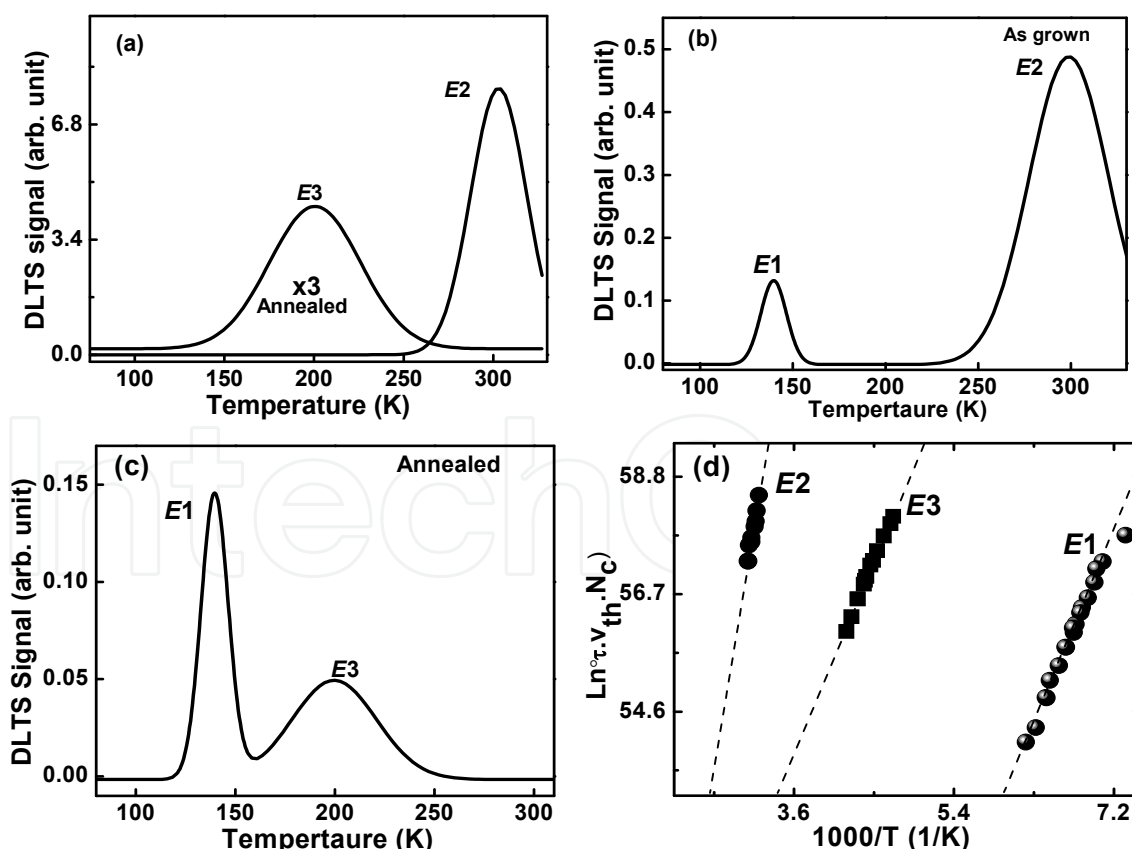 (a)
E2
E3
x3
Annealed
6.8
3.4
0.0
DLTS signal (arb. unit)
100 150 200 250 300
Temperature (K)
(b)
As grown
E2
E1
0.5
0.4
0.3
0.2
0.1
0.0
DLTS Signal (arb. unit)
100 150 200 250 300
Tempertaure (K)
(c)
Annealed
E1
E3
0.15
0.10
0.05
0.00
DLTS Signal (arb. unit)
100 150 200 250 300
Tempertaure (K)
(d)
E2
E3
E1
58.8
56.7
54.6
Ln°τ.vth.NC)
3.6 5.4 7.2
1000/T (1/K)
IntechO